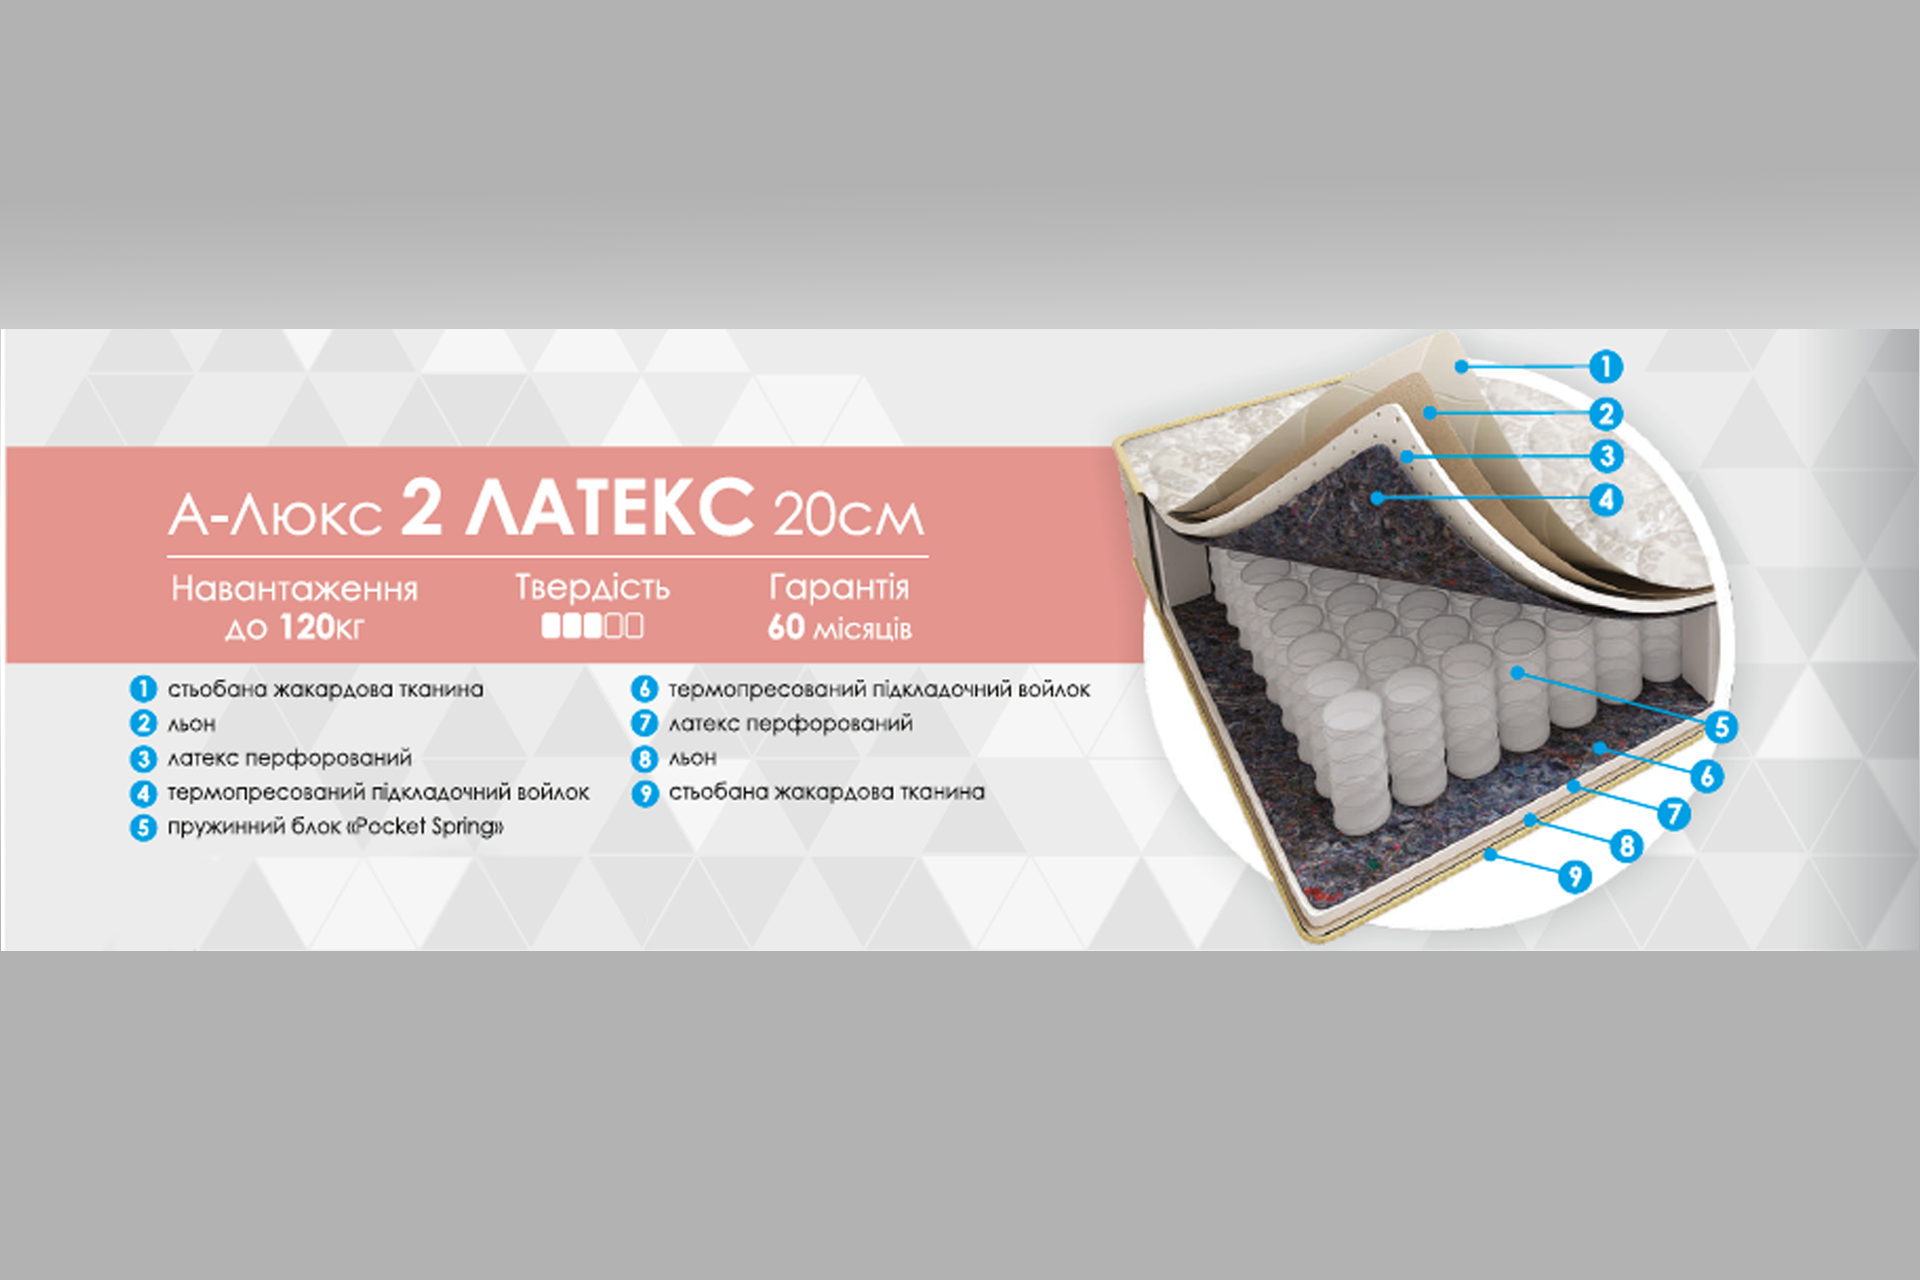 А-Люкс 2 ЛАТЕКС 20см
Навантаження
до 120кг
Твердість
Гарантія
60 місяців
1 стьобана жакардова тканина
2 льон
3 латекс перфорований
4 термопресований підкладочний войлок
5 пружинний блок «Pocket Spring»
6 термопресований підкладочний войлок
7 латекс перфорований
8 льон
9 стьобана жакардова тканина
1
2
3
4
5
6
7
8
9